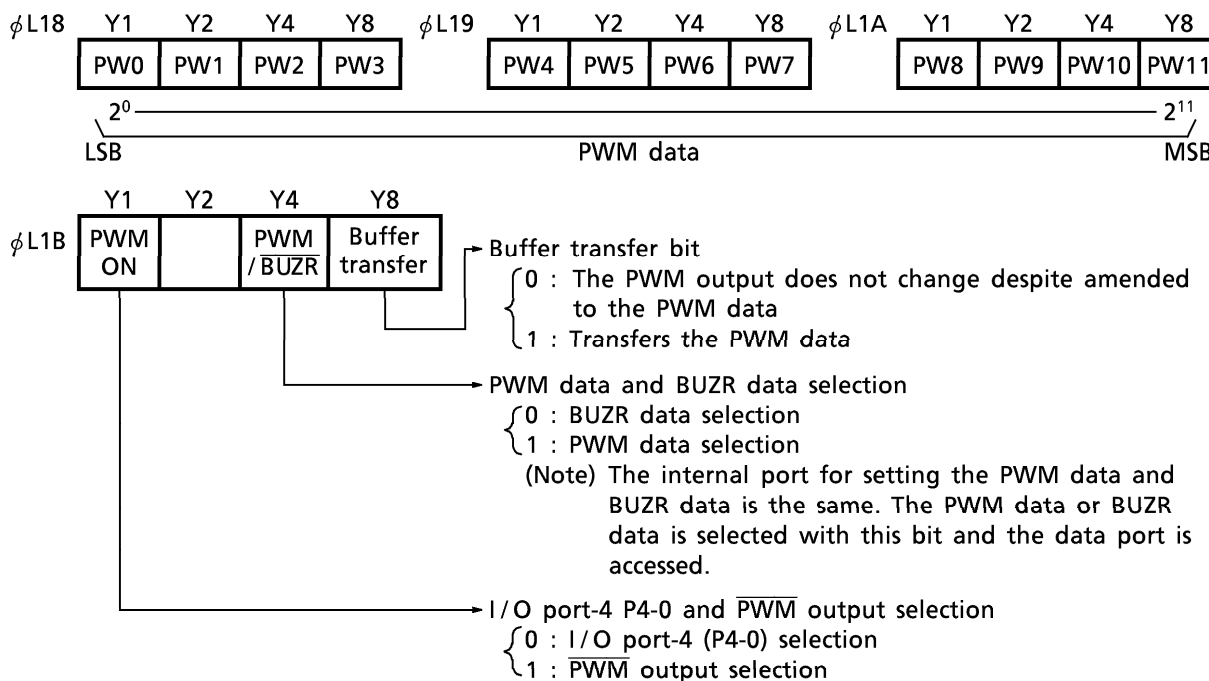 ϕL18 Y1 Y2 Y4 Y8 ϕL19 Y1 Y2 Y4 Y8 ϕL1A Y1 Y2 Y4 Y8
PW0 PW1 PW2 PW3 PW4 PW5 PW6 PW7 PW8 PW9 PW10 PW11
2⁰ 2¹¹
LSB PWM data MSB
Y1 Y2 Y4 Y8
ϕL1B PWM ON PWM /B̅U̅Z̅R̅ Buffer transfer
Buffer transfer bit
0 : The PWM output does not change despite amended
to the PWM data
1 : Transfers the PWM data
PWM data and BUZR data selection
0 : BUZR data selection
1 : PWM data selection
(Note) The internal port for setting the PWM data and
BUZR data is the same. The PWM data or BUZR
data is selected with this bit and the data port is
accessed.
I/O port-4 P4-0 and P̅W̅M̅ output selection
0 : I/O port-4 (P4-0) selection
1 : P̅W̅M̅ output selection